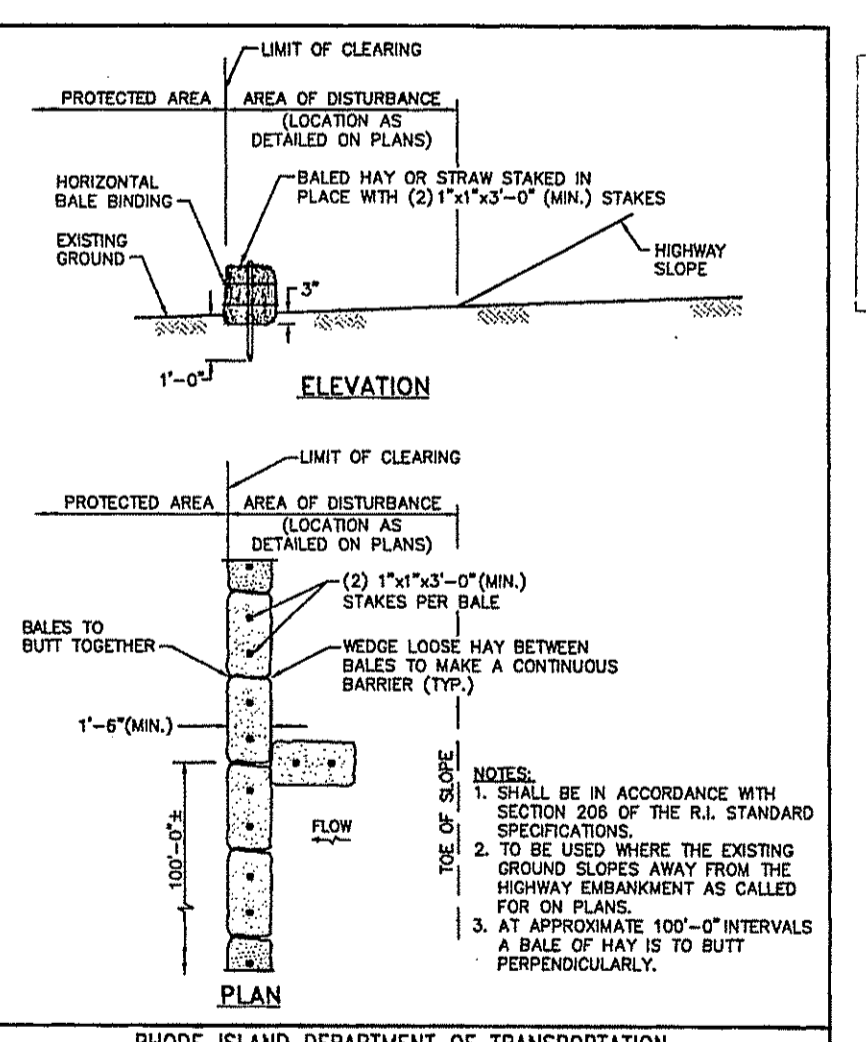 LIMIT OF CLEARING
PROTECTED AREA
AREA OF DISTURBANCE
(LOCATION AS
DETAILED ON PLANS)
HORIZONTAL
BALE BINDING
BALED HAY OR STRAW STAKED IN
PLACE WITH (2) 1"x1"x3'-0" (MIN.) STAKES
EXISTING
GROUND
HIGHWAY
SLOPE
3"
1'-0"
ELEVATION
LIMIT OF CLEARING
PROTECTED AREA
AREA OF DISTURBANCE
(LOCATION AS
DETAILED ON PLANS)
(2) 1"x1"x3'-0"(MIN.)
STAKES PER BALE
BALES TO
BUTT TOGETHER
WEDGE LOOSE HAY BETWEEN
BALES TO MAKE A CONTINUOUS
BARRIER (TYP.)
1'-6"(MIN.)
100'-0"±
FLOW
TOE OF SLOPE
NOTES:
1. SHALL BE IN ACCORDANCE WITH
SECTION 206 OF THE R.I. STANDARD
SPECIFICATIONS.
2. TO BE USED WHERE THE EXISTING
GROUND SLOPES AWAY FROM THE
HIGHWAY EMBANKMENT AS CALLED
FOR ON PLANS.
3. AT APPROXIMATE 100'-0" INTERVALS
A BALE OF HAY IS TO BUTT
PERPENDICULARLY.
PLAN
RHODE ISLAND DEPARTMENT OF TRANSPORTATION